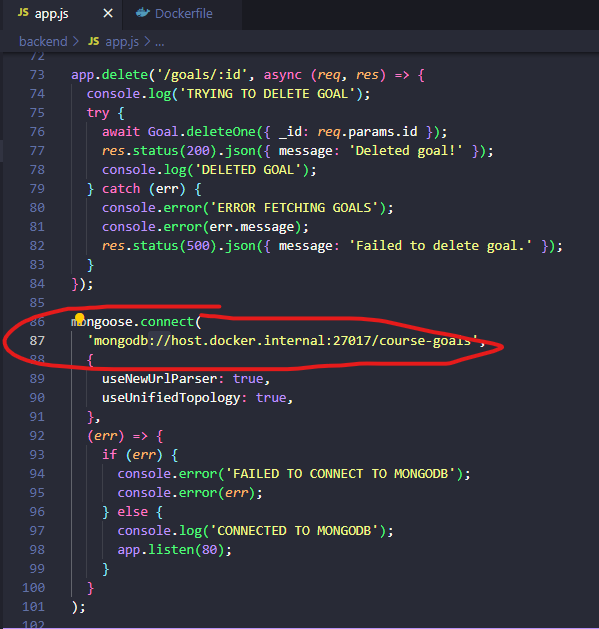 JS app.js ✕ Dockerfile
backend > JS app.js > ...
72
73 app.delete('/goals/:id', async (req, res) => {
74   console.log('TRYING TO DELETE GOAL');
75   try {
76     await Goal.deleteOne({ _id: req.params.id });
77     res.status(200).json({ message: 'Deleted goal!' });
78     console.log('DELETED GOAL');
79   } catch (err) {
80     console.error('ERROR FETCHING GOALS');
81     console.error(err.message);
82     res.status(500).json({ message: 'Failed to delete goal.' });
83   }
84 });
85
86 mongoose.connect(
87   'mongodb://host.docker.internal:27017/course-goals',
88   {
89     useNewUrlParser: true,
90     useUnifiedTopology: true,
91   },
92   (err) => {
93     if (err) {
94       console.error('FAILED TO CONNECT TO MONGODB');
95       console.error(err);
96     } else {
97       console.log('CONNECTED TO MONGODB');
98       app.listen(80);
99     }
100   }
101 );
102